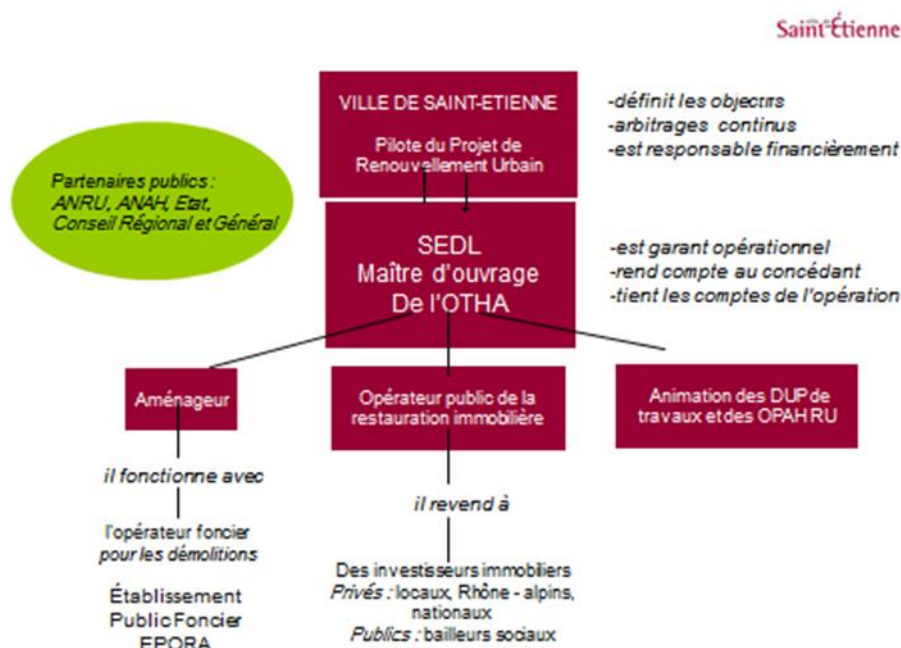 Saint-Étienne
VILLE DE SAINT-ETIENNE
Pilote du Projet de
Renouvellement Urbain
-définit les objectifs
-arbitrages continus
-est responsable financièrement
Partenaires publics :
ANRU, ANAH, Etat,
Conseil Régional et Général
SEDL
Maître d'ouvrage
De l'OTHA
-est garant opérationnel
-rend compte au concédant
-tient les comptes de l'opération
Aménageur
Opérateur public de la
restauration immobilière
Animation des DUP de
travaux et des OPAH RU
il fonctionne avec
l'opérateur foncier
pour les démolitions
Établissement
Public Foncier
EPORA
il revend à
Des investisseurs immobiliers
Privés : locaux, Rhône - alpins,
nationaux
Publics : bailleurs sociaux